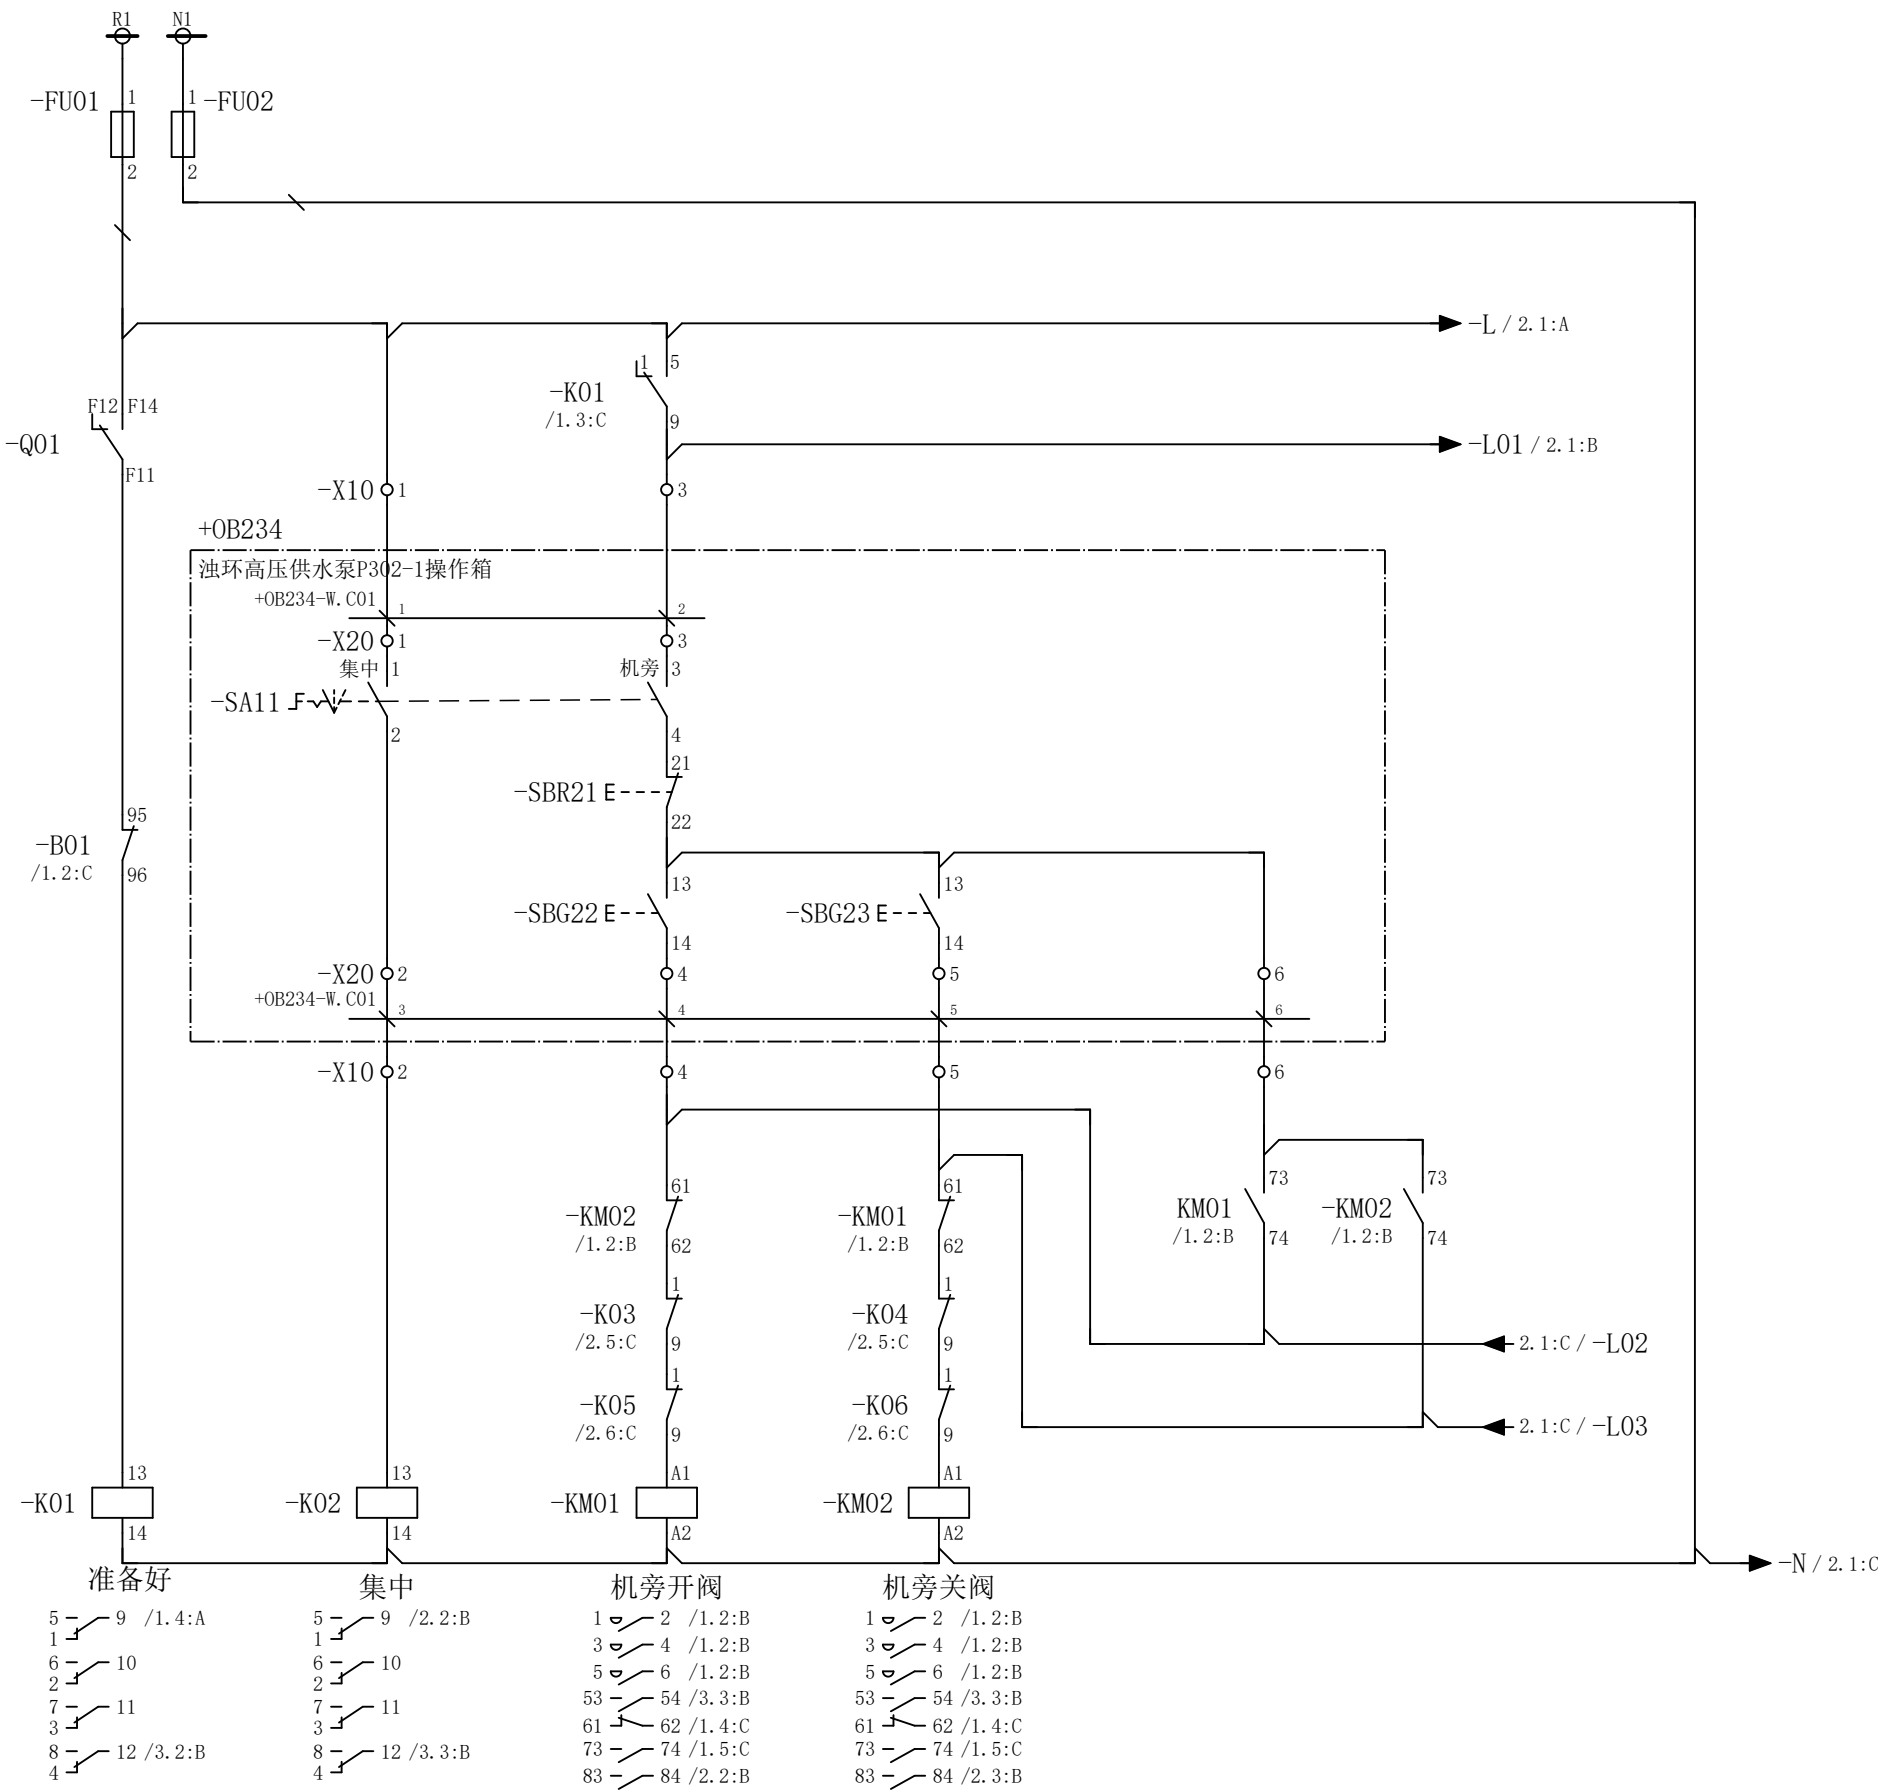 R1 N1
-FU01 1 1 -FU02
2 2
-L / 2.1:A
-K01 1 5
/1.3:C 9
F12 F14
-Q01
F11
-L01 / 2.1:B
-X10 1 3
+OB234
浊环高压供水泵P302-1操作箱
+OB234-W.C01 1 2
-X20 1 3
集中 1 机旁 3
-SA11
2 4
21
-SBR21
22
95
-B01
/1.2:C 96
13 13
-SBG22 -SBG23
14 14
-X20 2 4 5 6
+OB234-W.C01 3 4 5 6
-X10 2 4 5 6
61 61 73 73
-KM02 -KM01 KM01 -KM02
/1.2:B /1.2:B /1.2:B /1.2:B
62 62 74 74
1 1
-K03 -K04
/2.5:C 9 /2.5:C 9
2.1:C / -L02
1 1
-K05 -K06
/2.6:C 9 /2.6:C 9
2.1:C / -L03
13 13 A1 A1
-K01 -K02 -KM01 -KM02
14 14 A2 A2
-N / 2.1:C
准备好 集中 机旁开阀 机旁关阀
5 9 /1.4:A
1
6 10
2
7 11
3
8 12 /3.2:B
4
5 9 /2.2:B
1
6 10
2
7 11
3
8 12 /3.3:B
4
1 2 /1.2:B
3 4 /1.2:B
5 6 /1.2:B
53 54 /3.3:B
61 62 /1.4:C
73 74 /1.5:C
83 84 /2.2:B
1 2 /1.2:B
3 4 /1.2:B
5 6 /1.2:B
53 54 /3.3:B
61 62 /1.4:C
73 74 /1.5:C
83 84 /2.3:B